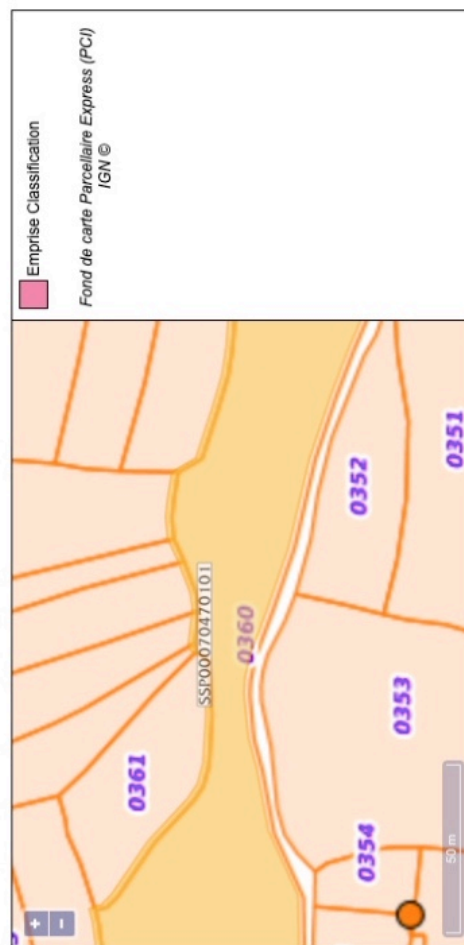 Emprise Classification
Fond de carte Parcellaire Express (PCI)
IGN ©
+
−
0361
SSP00070470101
0360
0352
0351
0353
0354
50 m